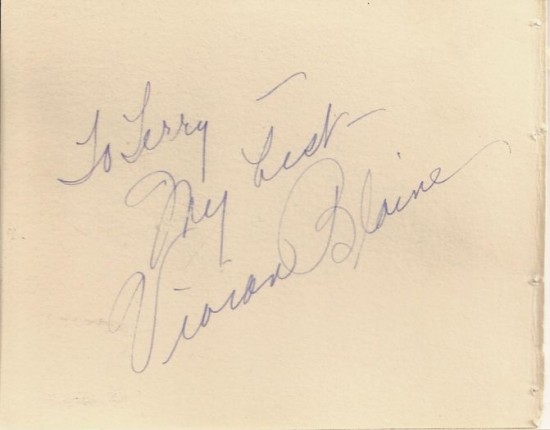 To Terry —
My best —
Vivian Blaine